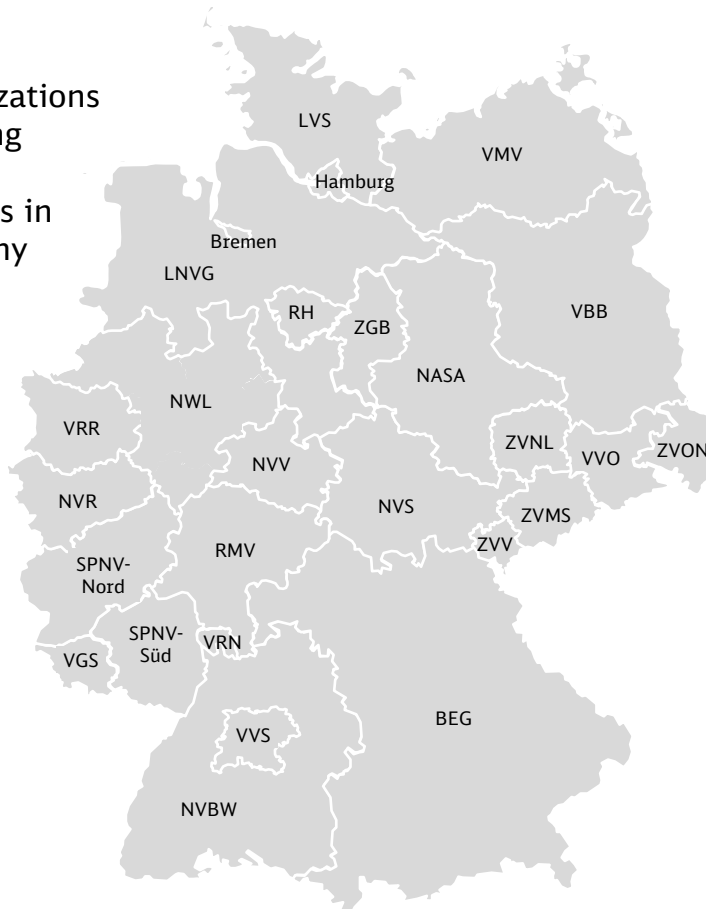 zations
ng
s in
ny
LVS
VMV
Hamburg
Bremen
LNVG
RH
ZGB
VBB
NASA
NWL
VRR
ZVNL
VVO
ZVON
NVV
NVR
NVS
ZVMS
RMV
ZVV
SPNV-
Nord
SPNV-
Süd
VRN
VGS
BEG
VVS
NVBW